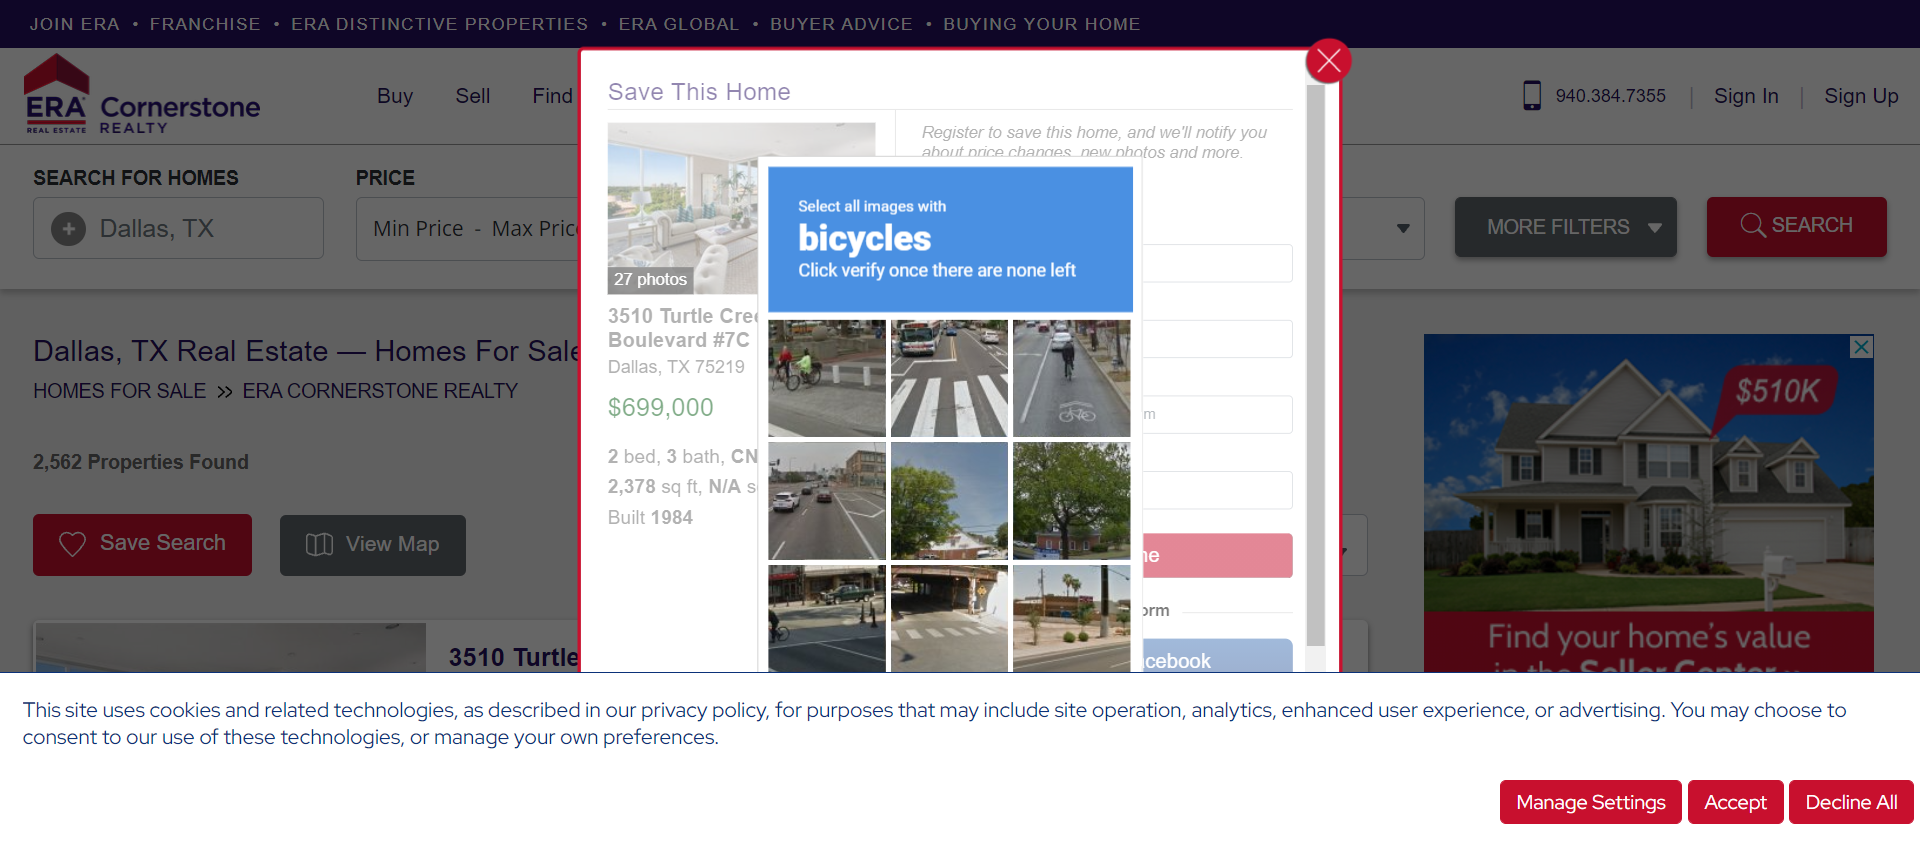 JOIN ERA • FRANCHISE • ERA DISTINCTIVE PROPERTIES • ERA GLOBAL • BUYER ADVICE • BUYING YOUR HOME
ERA
REAL ESTATE
Cornerstone
REALTY
Buy
Sell
Find
940.384.7355
Sign In
Sign Up
SEARCH FOR HOMES
Dallas, TX
PRICE
Min Price - Max Price
MORE FILTERS
SEARCH
Dallas, TX Real Estate — Homes For Sale
HOMES FOR SALE » ERA CORNERSTONE REALTY
2,562 Properties Found
Save Search
View Map
3510 Turtle
Save This Home
27 photos
3510 Turtle Cree
Boulevard #7C
Dallas, TX 75219
$699,000
2 bed, 3 bath, CN
2,378 sq ft, N/A s
Built 1984
Register to save this home, and we'll notify you
about price changes, new photos and more.
Select all images with
bicycles
Click verify once there are none left
m
ne
orm
acebook
$510K
Find your home's value
in the Seller Center
This site uses cookies and related technologies, as described in our privacy policy, for purposes that may include site operation, analytics, enhanced user experience, or advertising. You may choose to
consent to our use of these technologies, or manage your own preferences.
Manage Settings
Accept
Decline All